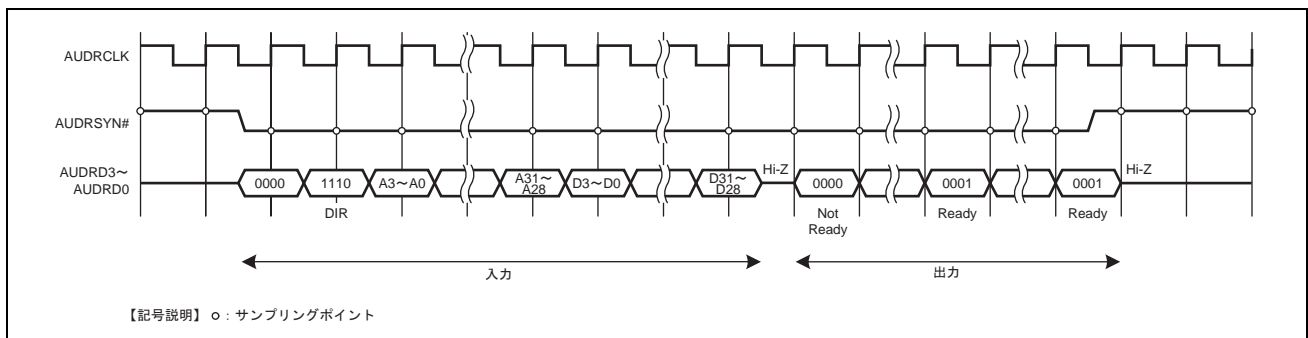 AUDRCLK
AUDRSYN#
AUDRD3～
AUDRD0
0000
1110
A3～A0
A31～
A28
D3～D0
D31～
D28
Hi-Z
0000
0001
0001
Hi-Z
DIR
Not
Ready
Ready
Ready
入力
出力
【記号説明】 ○：サンプリングポイント